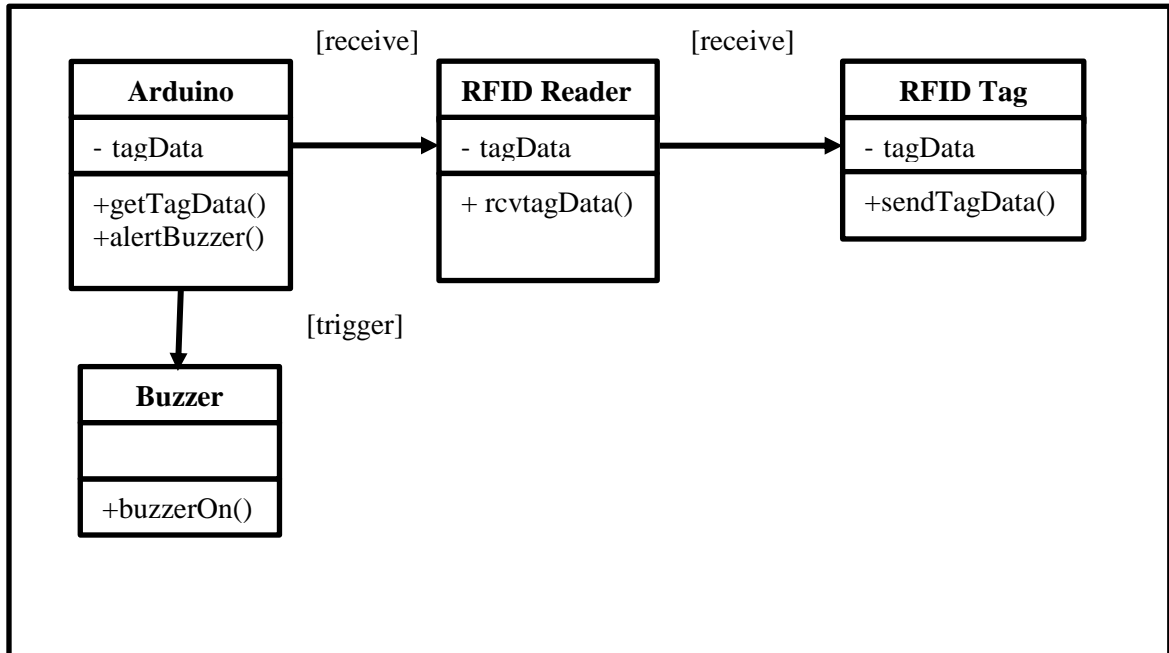 [receive]
[receive]
Arduino
- tagData
+getTagData()
+alertBuzzer()
RFID Reader
- tagData
+ rcvtagData()
RFID Tag
- tagData
+sendTagData()
[trigger]
Buzzer
+buzzerOn()